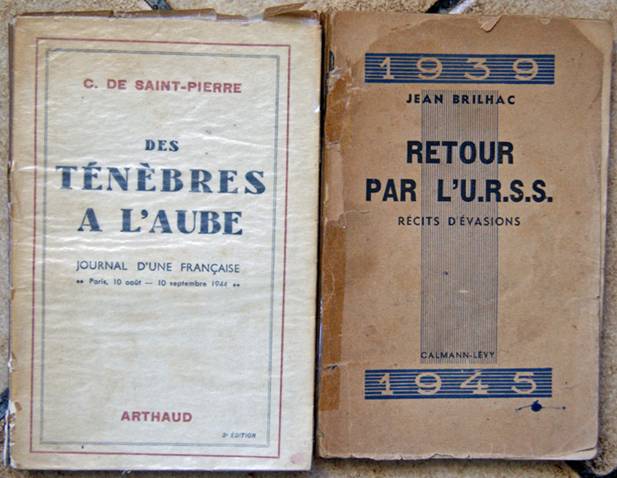 C. DE SAINT-PIERRE
DES
TÉNÈBRES
A L'AUBE
JOURNAL D'UNE FRANÇAISE
•• Paris, 10 août — 10 septembre 1944 ••
ARTHAUD
2ᵉ ÉDITION
1939
JEAN BRILHAC
RETOUR
PAR L'U.R.S.S.
RÉCITS D'ÉVASIONS
CALMANN-LÉVY
1945